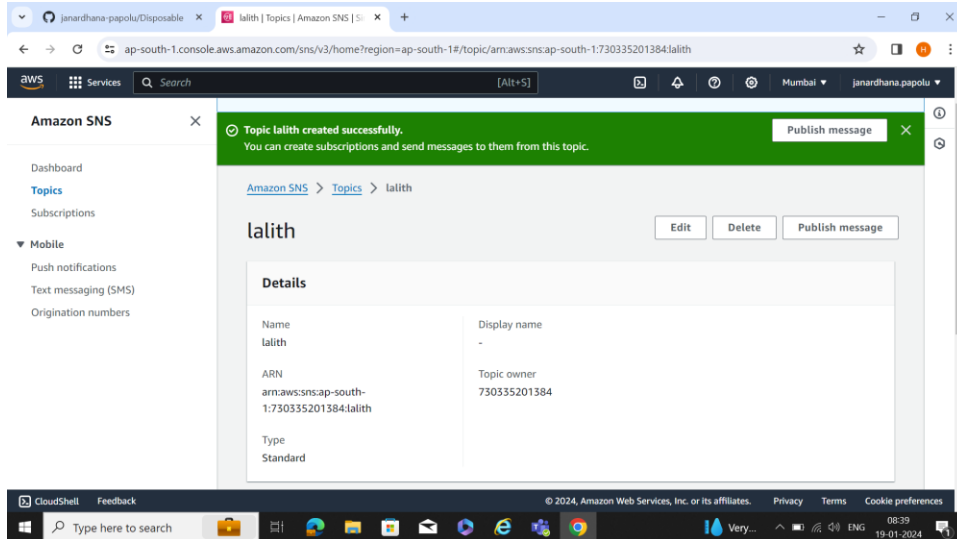 janardhana-papolu/Disposable
lalith | Topics | Amazon SNS | Si
ap-south-1.console.aws.amazon.com/sns/v3/home?region=ap-south-1#/topic/arn:aws:sns:ap-south-1:730335201384:lalith
H
aws Services Search [Alt+S] Mumbai janardhana.papolu
Amazon SNS
Dashboard
Topics
Subscriptions
Mobile
Push notifications
Text messaging (SMS)
Origination numbers
Topic lalith created successfully.
You can create subscriptions and send messages to them from this topic.
Publish message
Amazon SNS > Topics > lalith
lalith
Edit Delete Publish message
Details
Name
lalith
ARN
arn:aws:sns:ap-south-
1:730335201384:lalith
Type
Standard
Display name
-
Topic owner
730335201384
CloudShell Feedback © 2024, Amazon Web Services, Inc. or its affiliates. Privacy Terms Cookie preferences
Type here to search Very... ENG 08:39
19-01-2024